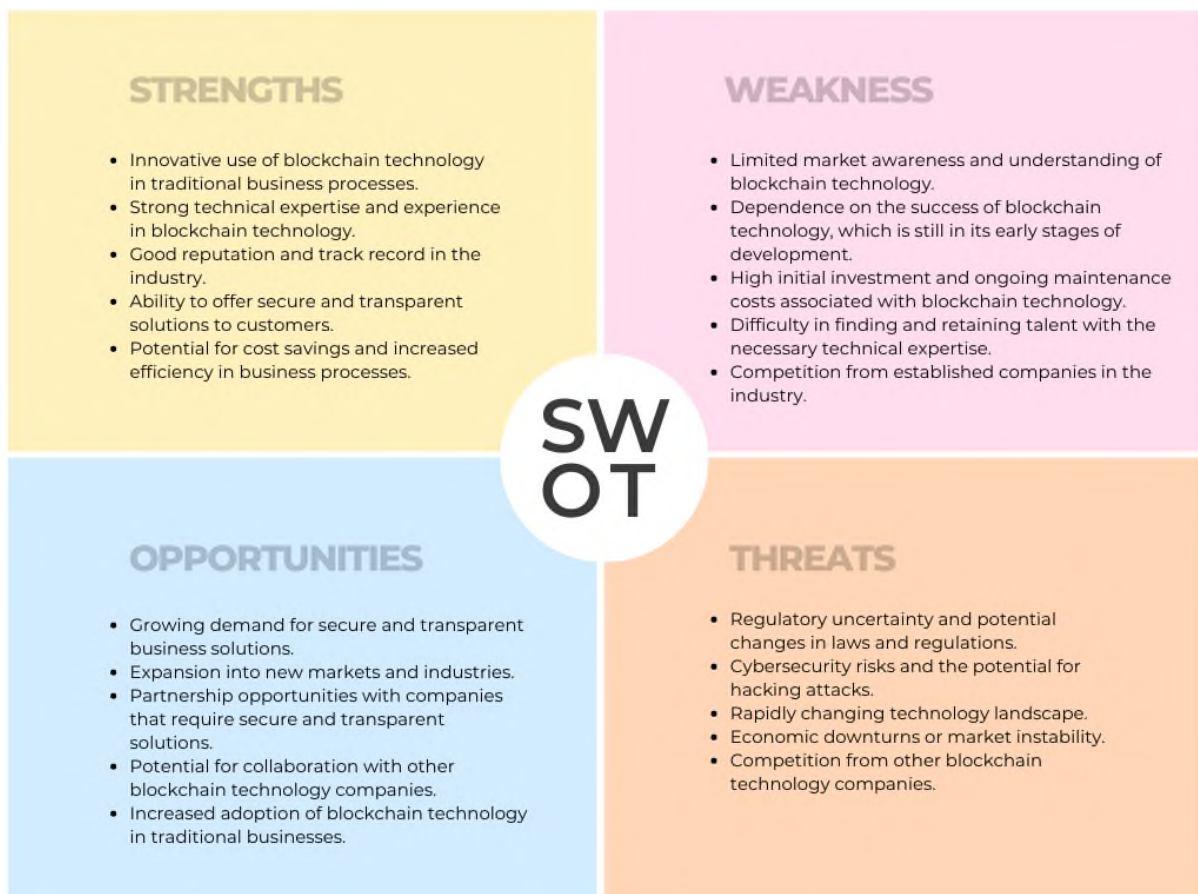 STRENGTHS
• Innovative use of blockchain technology
in traditional business processes.
• Strong technical expertise and experience
in blockchain technology.
• Good reputation and track record in the
industry.
• Ability to offer secure and transparent
solutions to customers.
• Potential for cost savings and increased
efficiency in business processes.
WEAKNESS
• Limited market awareness and understanding of
blockchain technology.
• Dependence on the success of blockchain
technology, which is still in its early stages of
development.
• High initial investment and ongoing maintenance
costs associated with blockchain technology.
• Difficulty in finding and retaining talent with the
necessary technical expertise.
• Competition from established companies in the
industry.
SW
OT
OPPORTUNITIES
• Growing demand for secure and transparent
business solutions.
• Expansion into new markets and industries.
• Partnership opportunities with companies
that require secure and transparent
solutions.
• Potential for collaboration with other
blockchain technology companies.
• Increased adoption of blockchain technology
in traditional businesses.
THREATS
• Regulatory uncertainty and potential
changes in laws and regulations.
• Cybersecurity risks and the potential for
hacking attacks.
• Rapidly changing technology landscape.
• Economic downturns or market instability.
• Competition from other blockchain
technology companies.